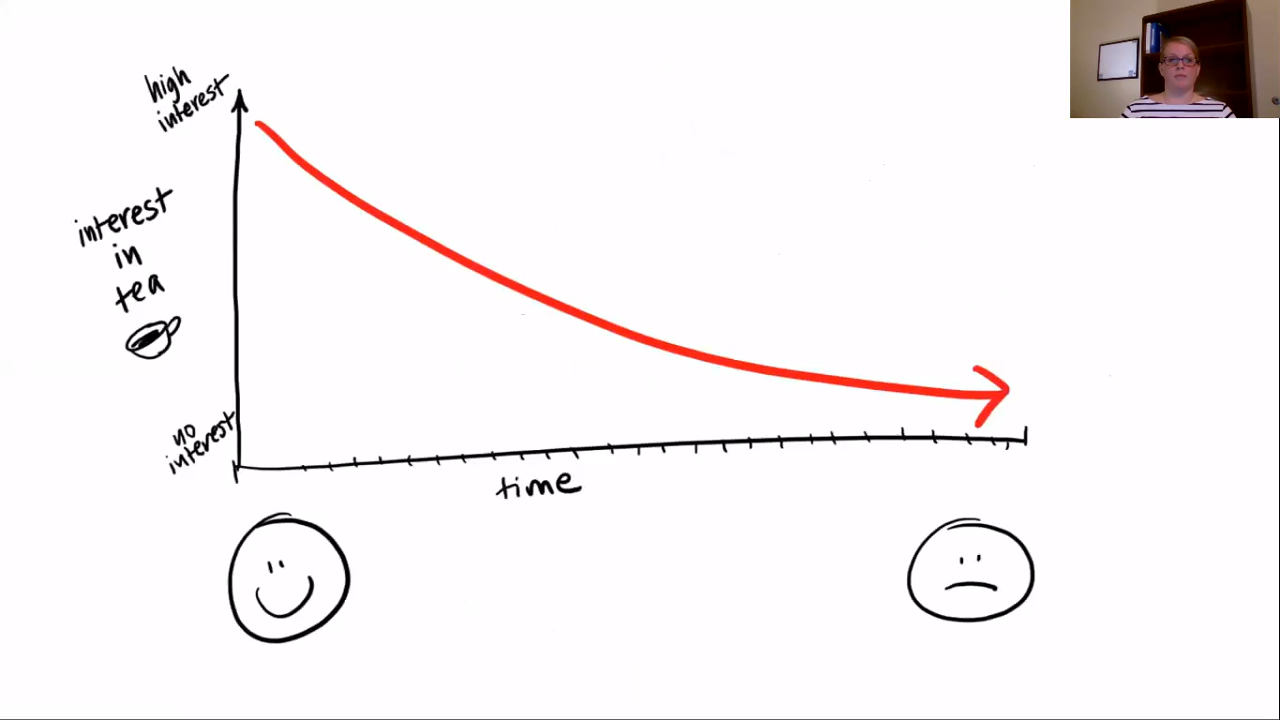 high
interest
interest
in
tea
no
interest
time